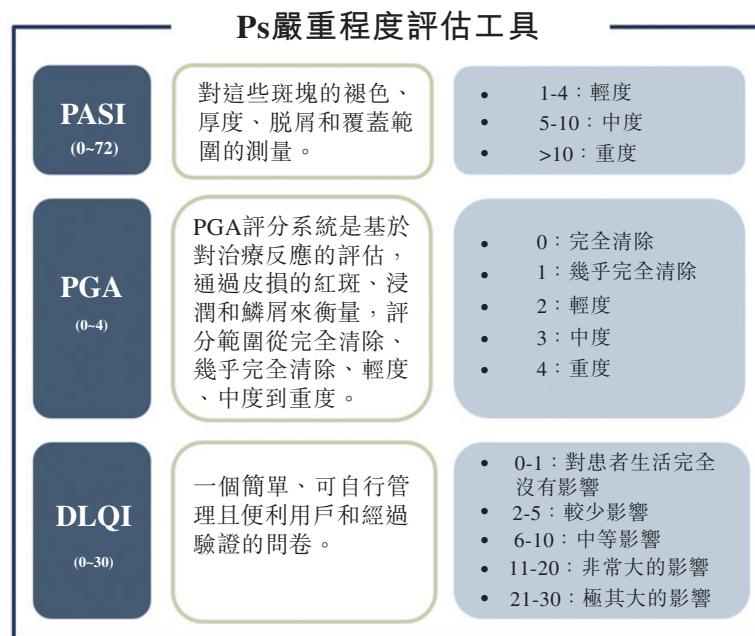 Ps嚴重程度評估工具
PASI
(0~72)
對這些斑塊的褪色、
厚度、脫屑和覆蓋範
圍的測量。
• 1-4：輕度
• 5-10：中度
• >10：重度
PGA
(0~4)
PGA評分系統是基於
對治療反應的評估，
通過皮損的紅斑、浸
潤和鱗屑來衡量，評
分範圍從完全清除、
幾乎完全清除、輕度
、中度到重度。
• 0：完全清除
• 1：幾乎完全清除
• 2：輕度
• 3：中度
• 4：重度
DLQI
(0~30)
一個簡單、可自行管
理且便利用戶和經過
驗證的問卷。
• 0-1：對患者生活完全
沒有影響
• 2-5：較少影響
• 6-10：中等影響
• 11-20：非常大的影響
• 21-30：極其大的影響